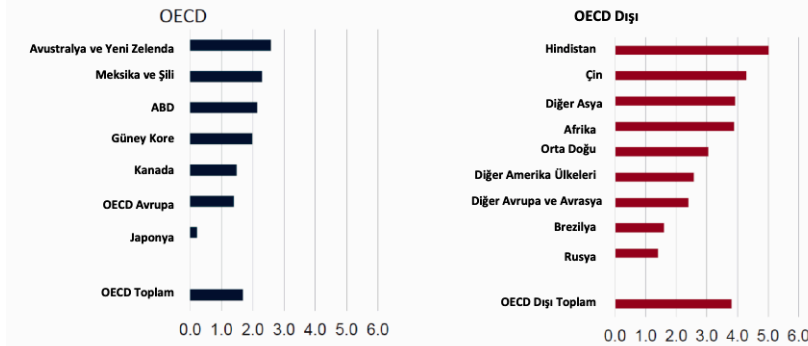 OECD
Avustralya ve Yeni Zelenda
Meksika ve Şili
ABD
Güney Kore
Kanada
OECD Avrupa
Japonya
OECD Toplam
0.0 1.0 2.0 3.0 4.0 5.0 6.0
OECD Dışı
Hindistan
Çin
Diğer Asya
Afrika
Orta Doğu
Diğer Amerika Ülkeleri
Diğer Avrupa ve Avrasya
Brezilya
Rusya
OECD Dışı Toplam
0.0 1.0 2.0 3.0 4.0 5.0 6.0